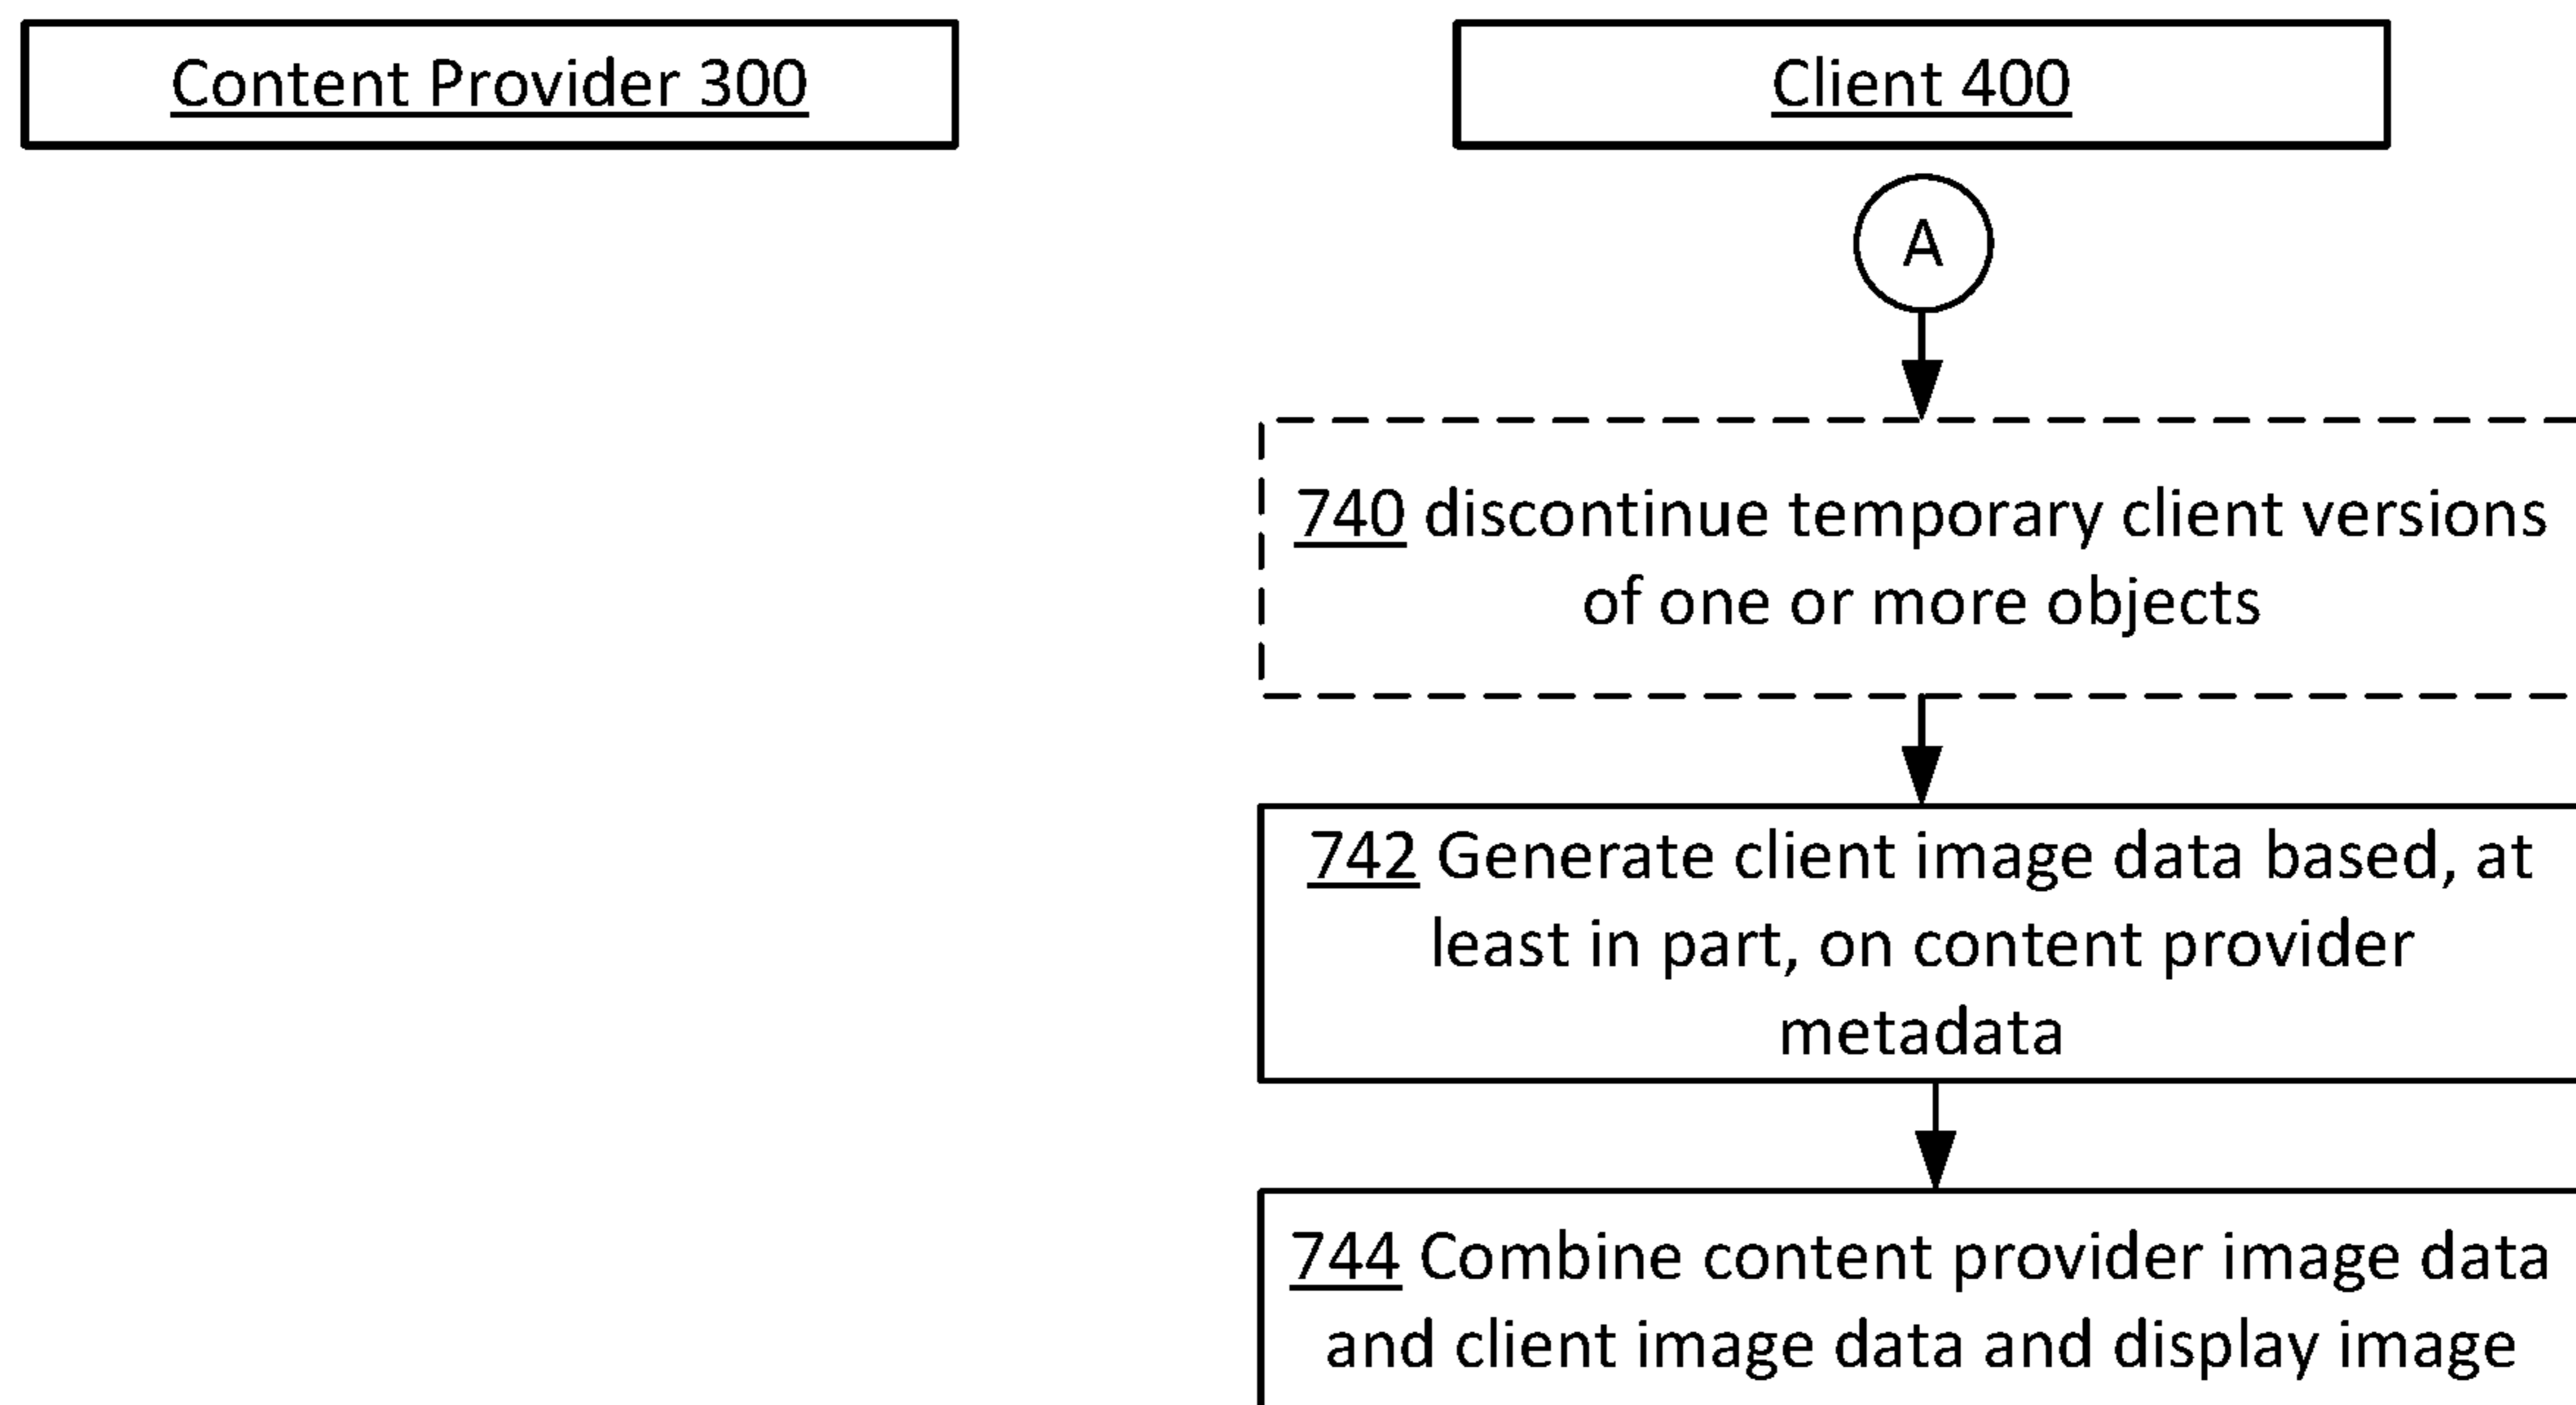 Content Provider 300
Client 400
A
740 discontinue temporary client versions
of one or more objects
742 Generate client image data based, at
least in part, on content provider
metadata
744 Combine content provider image data
and client image data and display image